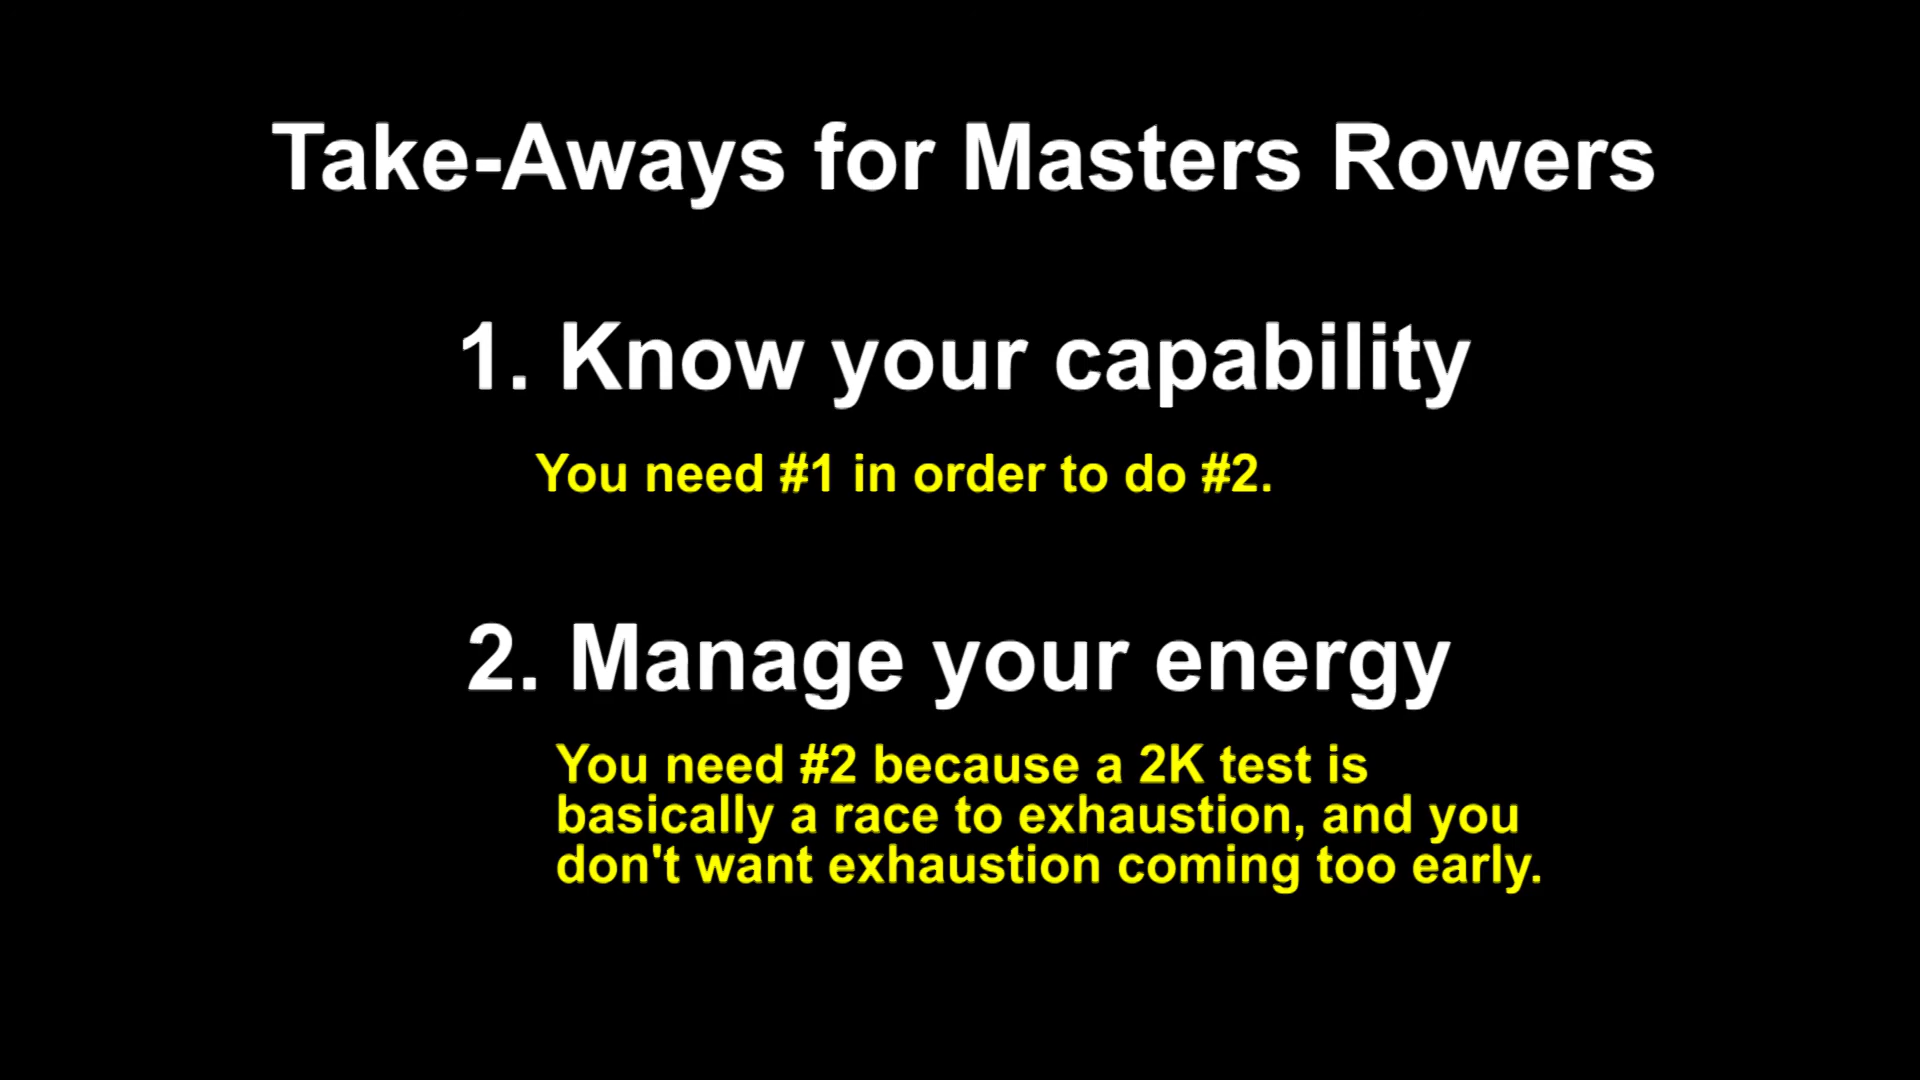 Take-Aways for Masters Rowers
1. Know your capability
You need #1 in order to do #2.
2. Manage your energy
You need #2 because a 2K test is
basically a race to exhaustion, and you
don't want exhaustion coming too early.